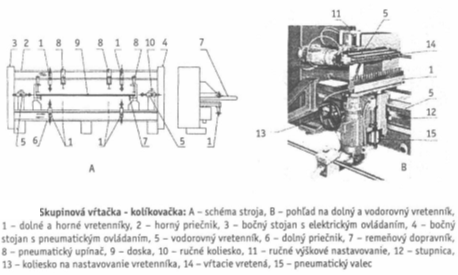 3 2 1 8 9 8 1 8 10 4
7
5 6 1 1 7 5 1
A
11 5
14
1
5
12
13
15
B
Skupinová vŕtačka - kolíkovačka: A – schéma stroja, B – pohľad na dolný a vodorovný vretenník,
1 – dolné a horné vretenníky, 2 – horný priečnik, 3 – bočný stojan s elektrickým ovládaním, 4 – bočný
stojan s pneumatickým ovládaním, 5 – vodorovný vretenník, 6 – dolný priečnik, 7 – remeňový dopravník,
8 – pneumatický upínač, 9 – doska, 10 – ručné koliesko, 11 – ručné výškové nastavovanie, 12 – stupnica,
13 – koliesko na nastavovanie vretenníka, 14 – vŕtacie vretená, 15 – pneumatický valec